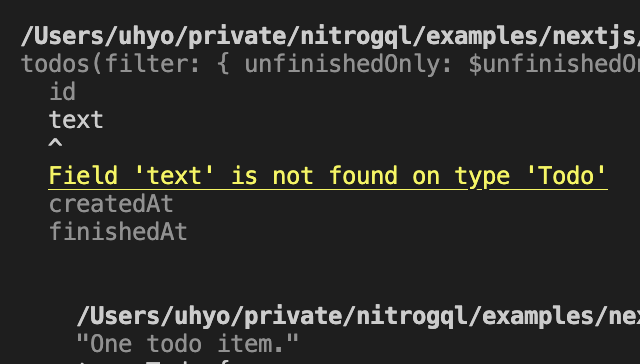 /Users/uhyo/private/nitrogql/examples/nextjs/
todos(filter: { unfinishedOnly: $unfinishedOn
id
text
^
Field 'text' is not found on type 'Todo'
createdAt
finishedAt
/Users/uhyo/private/nitrogql/examples/nex
"One todo item."